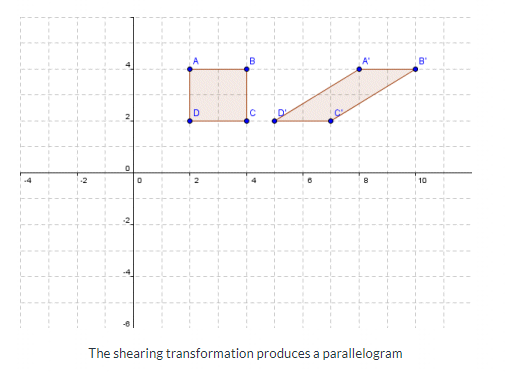 4
A
B
A'
B'
2
D
C
D'
C'
0
-4
-2
0
2
4
6
8
10
-2
-4
-6
The shearing transformation produces a parallelogram